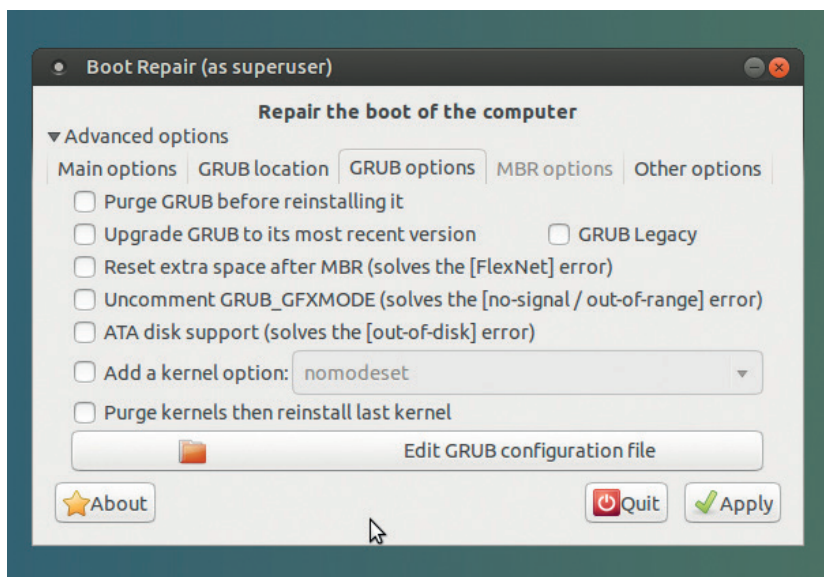 Boot Repair (as superuser)
Repair the boot of the computer
Advanced options
Main options GRUB location GRUB options MBR options Other options
Purge GRUB before reinstalling it
Upgrade GRUB to its most recent version GRUB Legacy
Reset extra space after MBR (solves the [FlexNet] error)
Uncomment GRUB_GFXMODE (solves the [no-signal / out-of-range] error)
ATA disk support (solves the [out-of-disk] error)
Add a kernel option: nomodeset
Purge kernels then reinstall last kernel
Edit GRUB configuration file
About Quit Apply